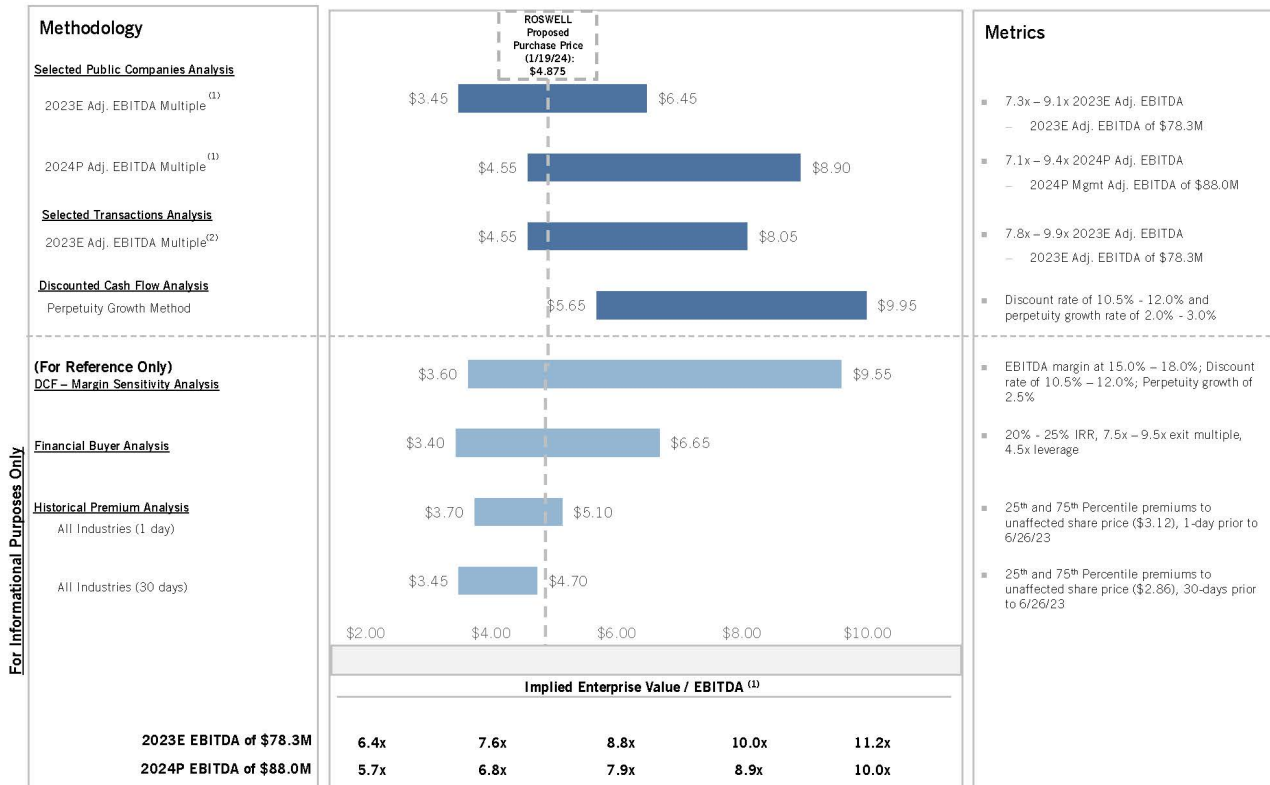 Methodology
Selected Public Companies Analysis
2023E Adj. EBITDA Multiple (1)
2024P Adj. EBITDA Multiple (1)
Selected Transactions Analysis
2023E Adj. EBITDA Multiple(2)
Discounted Cash Flow Analysis
Perpetuity Growth Method
(For Reference Only)
DCF – Margin Sensitivity Analysis
Financial Buyer Analysis
Historical Premium Analysis
All Industries (1 day)
All Industries (30 days)
For Informational Purposes Only
ROSWELL
Proposed
Purchase Price
(1/19/24):
$4.875
$3.45 $6.45
$4.55 $8.90
$4.55 $8.05
$5.65 $9.95
$3.60 $9.55
$3.40 $6.65
$3.70 $5.10
$3.45 $4.70
$2.00 $4.00 $6.00 $8.00 $10.00
Implied Enterprise Value / EBITDA (1)
2023E EBITDA of $78.3M 6.4x 7.6x 8.8x 10.0x 11.2x
2024P EBITDA of $88.0M 5.7x 6.8x 7.9x 8.9x 10.0x
Metrics
▪ 7.3x – 9.1x 2023E Adj. EBITDA
– 2023E Adj. EBITDA of $78.3M
▪ 7.1x – 9.4x 2024P Adj. EBITDA
– 2024P Mgmt Adj. EBITDA of $88.0M
▪ 7.8x – 9.9x 2023E Adj. EBITDA
– 2023E Adj. EBITDA of $78.3M
▪ Discount rate of 10.5% - 12.0% and
perpetuity growth rate of 2.0% - 3.0%
▪ EBITDA margin at 15.0% – 18.0%; Discount
rate of 10.5% – 12.0%; Perpetuity growth of
2.5%
▪ 20% - 25% IRR, 7.5x – 9.5x exit multiple,
4.5x leverage
▪ 25th and 75th Percentile premiums to
unaffected share price ($3.12), 1-day prior to
6/26/23
▪ 25th and 75th Percentile premiums to
unaffected share price ($2.86), 30-days prior
to 6/26/23